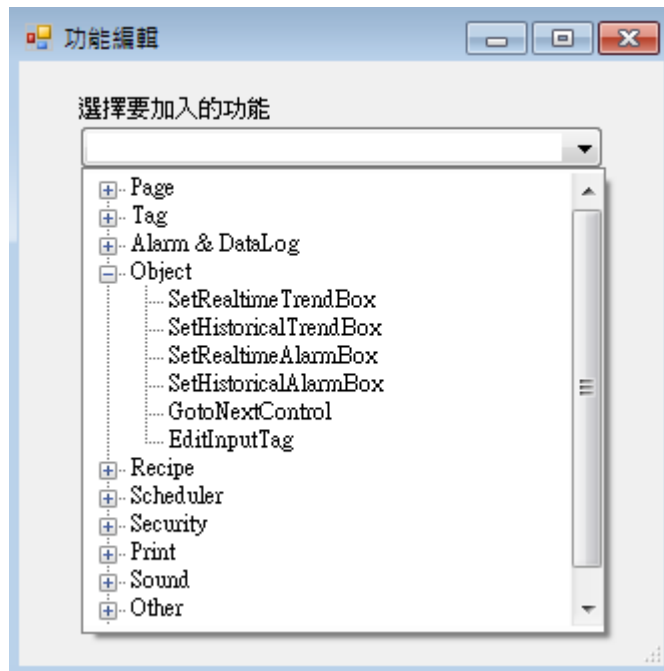 功能編輯
選擇要加入的功能
Page
Tag
Alarm & DataLog
Object
SetRealtimeTrendBox
SetHistoricalTrendBox
SetRealtimeAlarmBox
SetHistoricalAlarmBox
GotoNextControl
EditInputTag
Recipe
Scheduler
Security
Print
Sound
Other